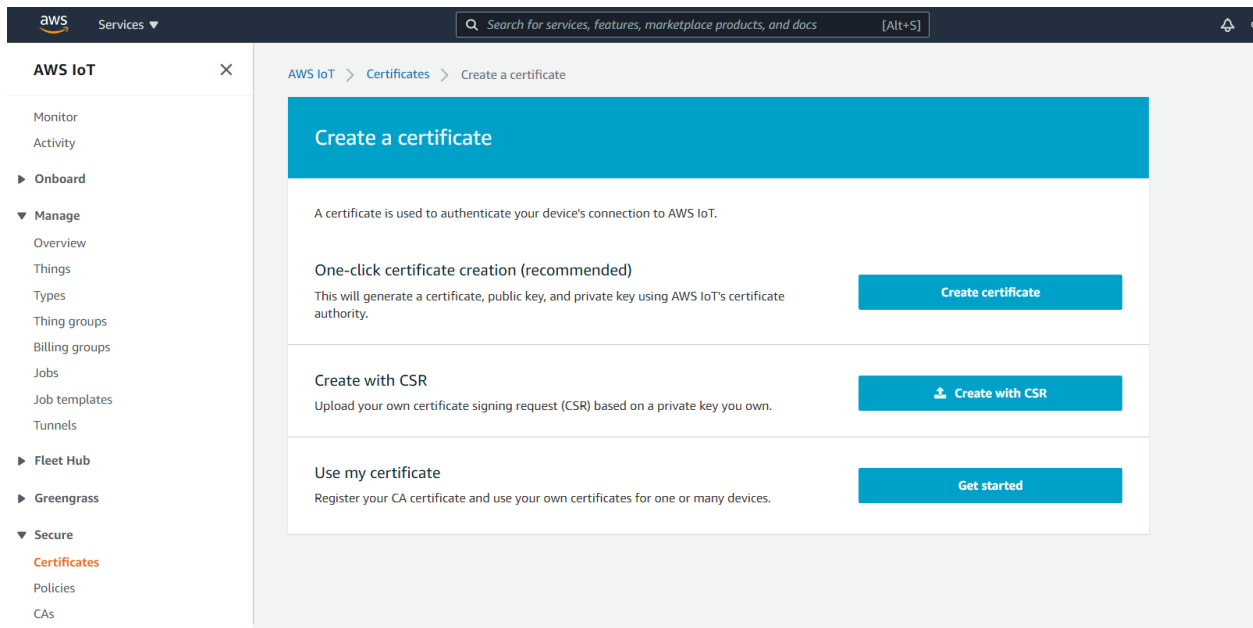 aws
Services ▼
Search for services, features, marketplace products, and docs
[Alt+S]
AWS IoT
Monitor
Activity
Onboard
Manage
Overview
Things
Types
Thing groups
Billing groups
Jobs
Job templates
Tunnels
Fleet Hub
Greengrass
Secure
Certificates
Policies
CAs
AWS IoT > Certificates > Create a certificate
Create a certificate
A certificate is used to authenticate your device's connection to AWS IoT.
One-click certificate creation (recommended)
This will generate a certificate, public key, and private key using AWS IoT's certificate
authority.
Create certificate
Create with CSR
Upload your own certificate signing request (CSR) based on a private key you own.
Create with CSR
Use my certificate
Register your CA certificate and use your own certificates for one or many devices.
Get started